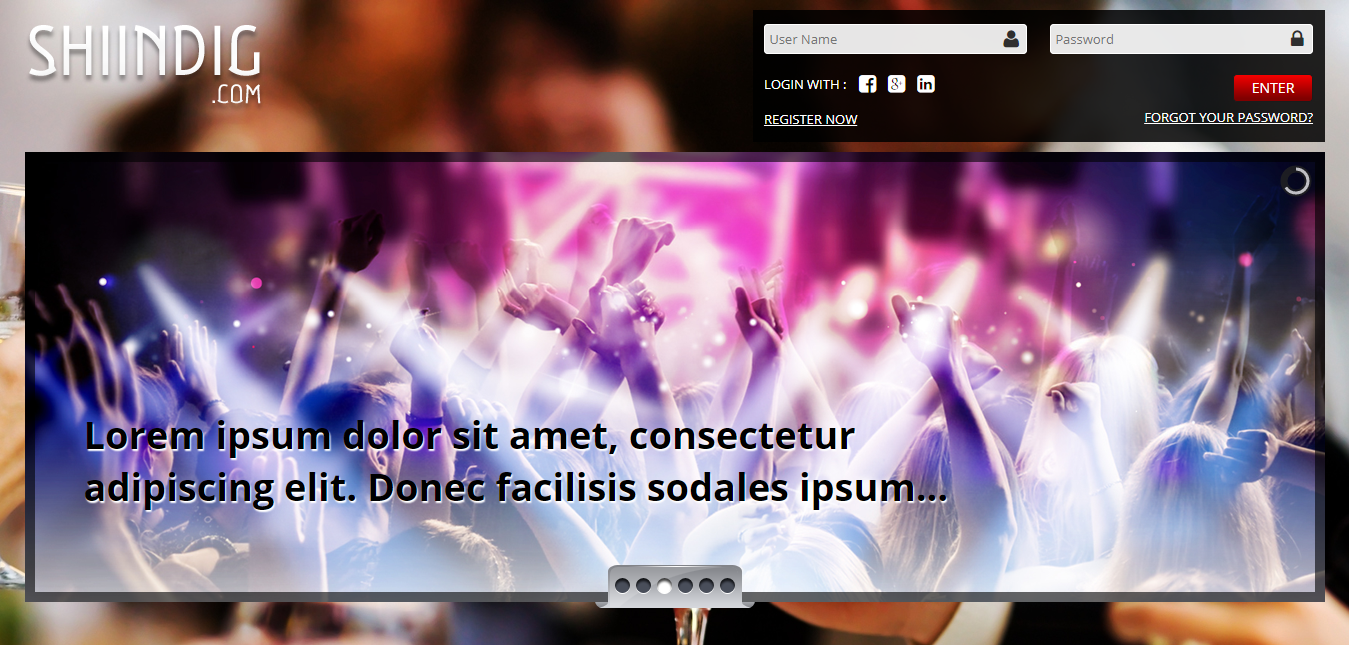 SHIINDIG
.COM
User Name
Password
LOGIN WITH :
ENTER
REGISTER NOW
FORGOT YOUR PASSWORD?
Lorem ipsum dolor sit amet, consectetur
adipiscing elit. Donec facilisis sodales ipsum...